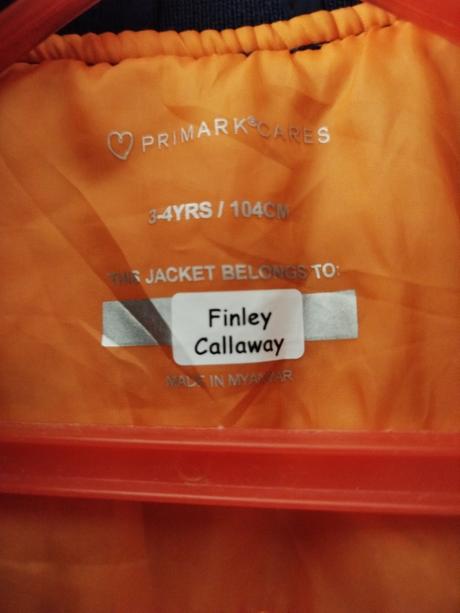 PRIMARK® CARES
3-4YRS / 104CM
THIS JACKET BELONGS TO:
Finley
Callaway
MADE IN MYANMAR